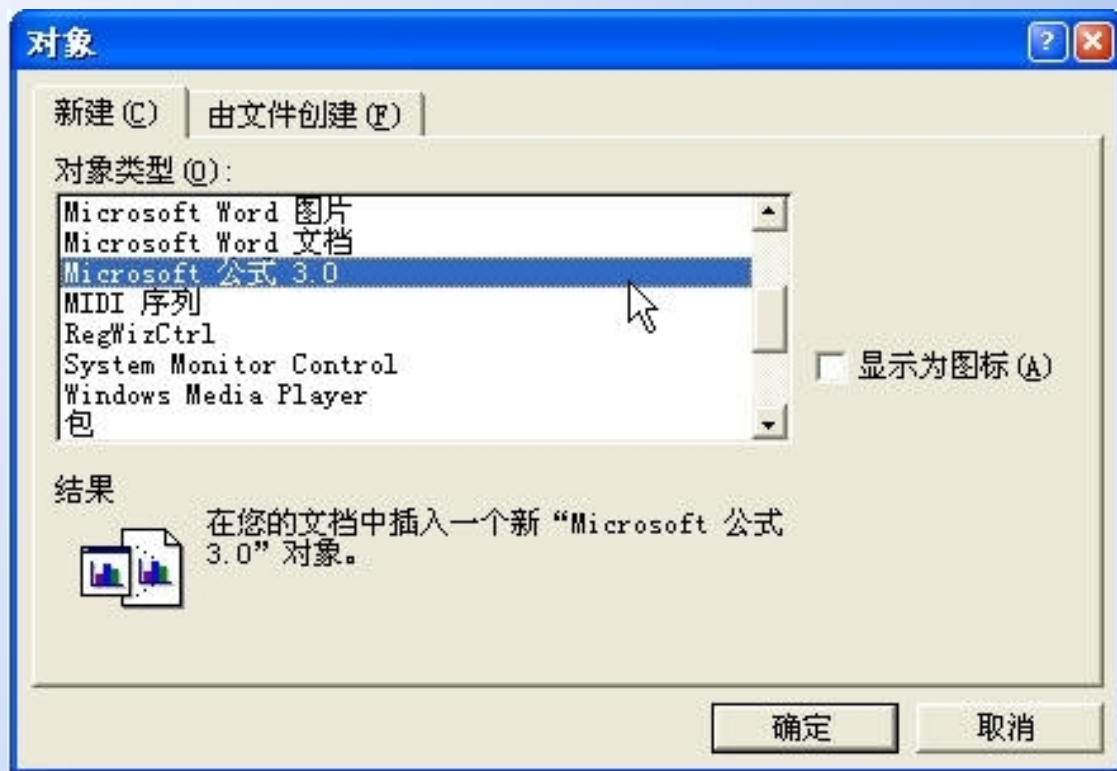 对象
新建(C)
由文件创建(F)
对象类型(O):
Microsoft Word 图片
Microsoft Word 文档
Microsoft 公式 3.0
MIDI 序列
RegWizCtrl
System Monitor Control
Windows Media Player
包
显示为图标(A)
结果
在您的文档中插入一个新“Microsoft 公式
3.0”对象。
确定
取消